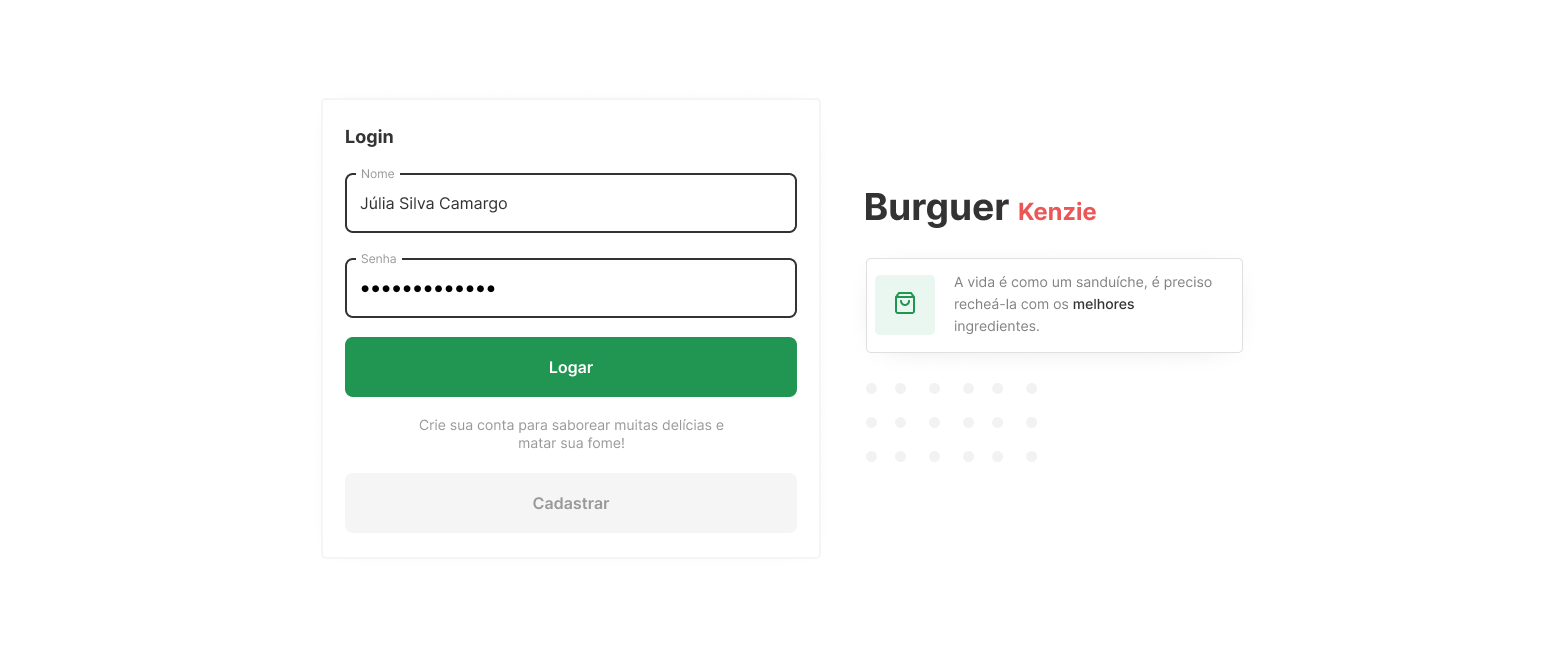 Login
Nome
Júlia Silva Camargo
Senha
•••••••••••••
Logar
Crie sua conta para saborear muitas delícias e
matar sua fome!
Cadastrar
Burguer Kenzie
A vida é como um sanduíche, é preciso
recheá-la com os melhores
ingredientes.